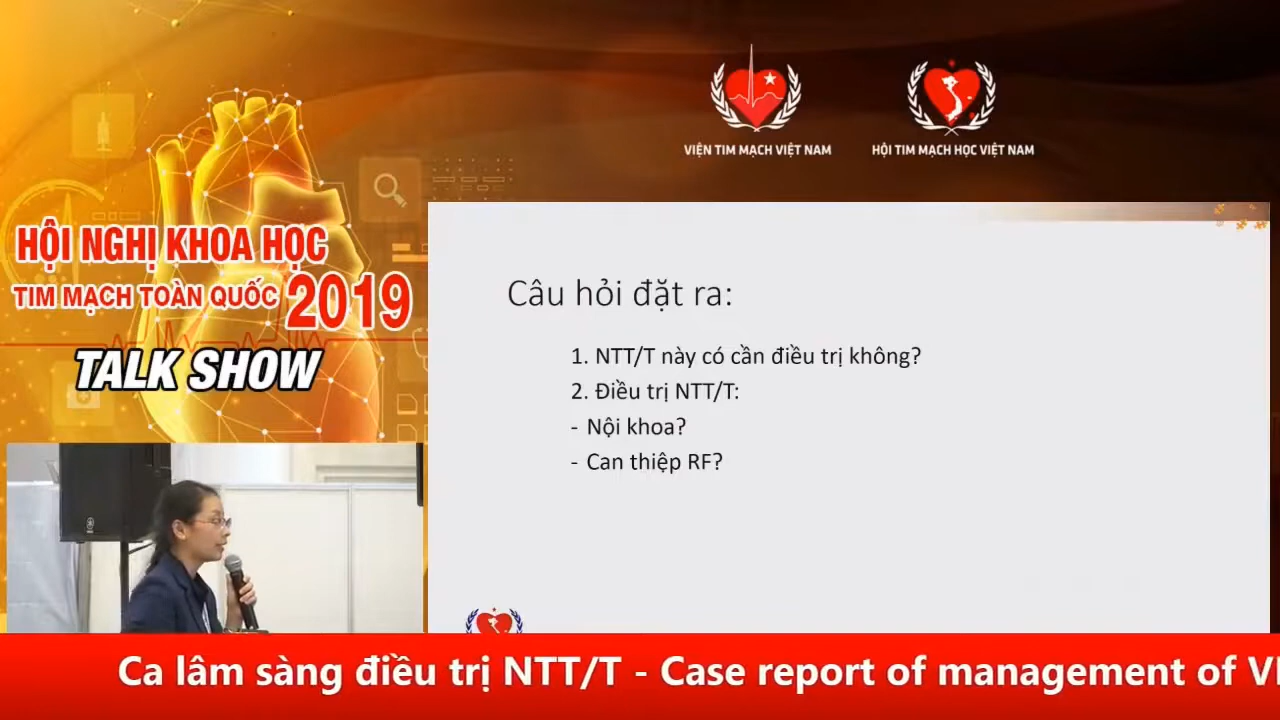 VIỆN TIM MẠCH VIỆT NAM
HỘI TIM MẠCH HỌC VIỆT NAM
HỘI NGHỊ KHOA HỌC
TIM MẠCH TOÀN QUỐC 2019
TALK SHOW
Câu hỏi đặt ra:
1. NTT/T này có cần điều trị không?
2. Điều trị NTT/T:
- Nội khoa?
- Can thiệp RF?
Ca lâm sàng điều trị NTT/T - Case report of management of